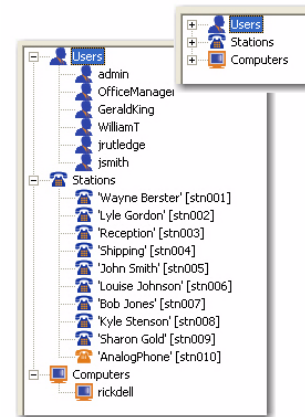 Users
Stations
Computers
Users
admin
OfficeManager
GeraldKing
WilliamT
jrutledge
jsmith
Stations
'Wayne Berster' [stn001]
'Lyle Gordon' [stn002]
'Reception' [stn003]
'Shipping' [stn004]
'John Smith' [stn005]
'Louise Johnson' [stn006]
'Bob Jones' [stn007]
'Kyle Stenson' [stn008]
'Sharon Gold' [stn009]
'AnalogPhone' [stn010]
Computers
rickdell